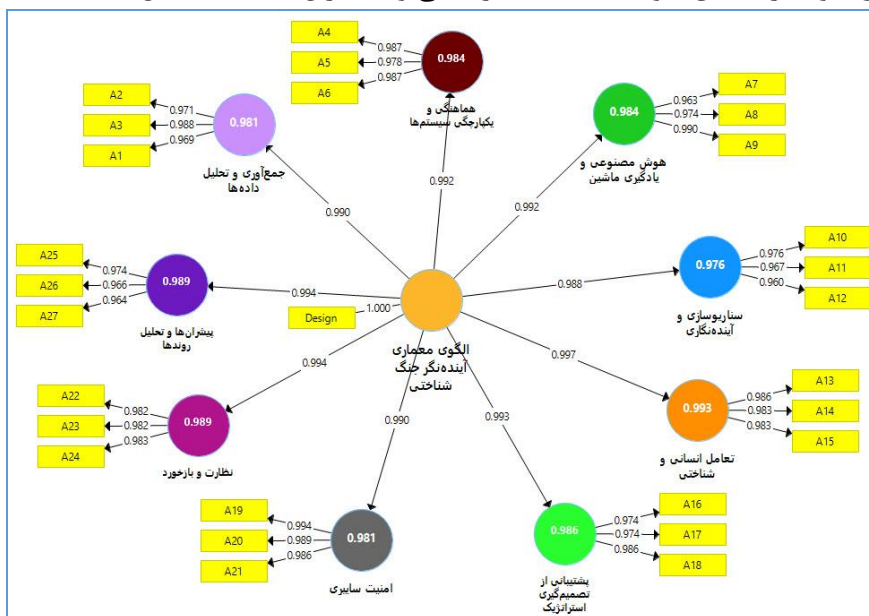 A4
0.987
A5
0.978
A6
0.987
0.984
هماهنگی و
یکپارچگی سیستم‌ها
0.992
A2
0.971
A3
0.988
A1
0.969
0.981
جمع‌آوری و تحلیل
داده‌ها
0.990
A7
0.963
A8
0.974
A9
0.990
0.984
هوش مصنوعی و
یادگیری ماشین
0.992
A25
0.974
A26
0.966
A27
0.964
0.989
پیشران‌ها و تحلیل
روندها
0.994
A10
0.976
A11
0.967
A12
0.960
0.976
سناریوسازی و
آینده‌نگاری
0.988
Design
1.000
الگوی معماری
آینده‌نگر جنگ
شناختی
A22
0.982
A23
0.982
A24
0.983
0.989
نظارت و بازخورد
0.994
A13
0.986
A14
0.983
A15
0.983
0.993
تعامل انسانی و
شناختی
0.997
A19
0.994
A20
0.989
A21
0.986
0.981
امنیت سایبری
0.990
A16
0.974
A17
0.974
A18
0.986
0.986
پشتیبانی از
تصمیم‌گیری
استراتژیک
0.993